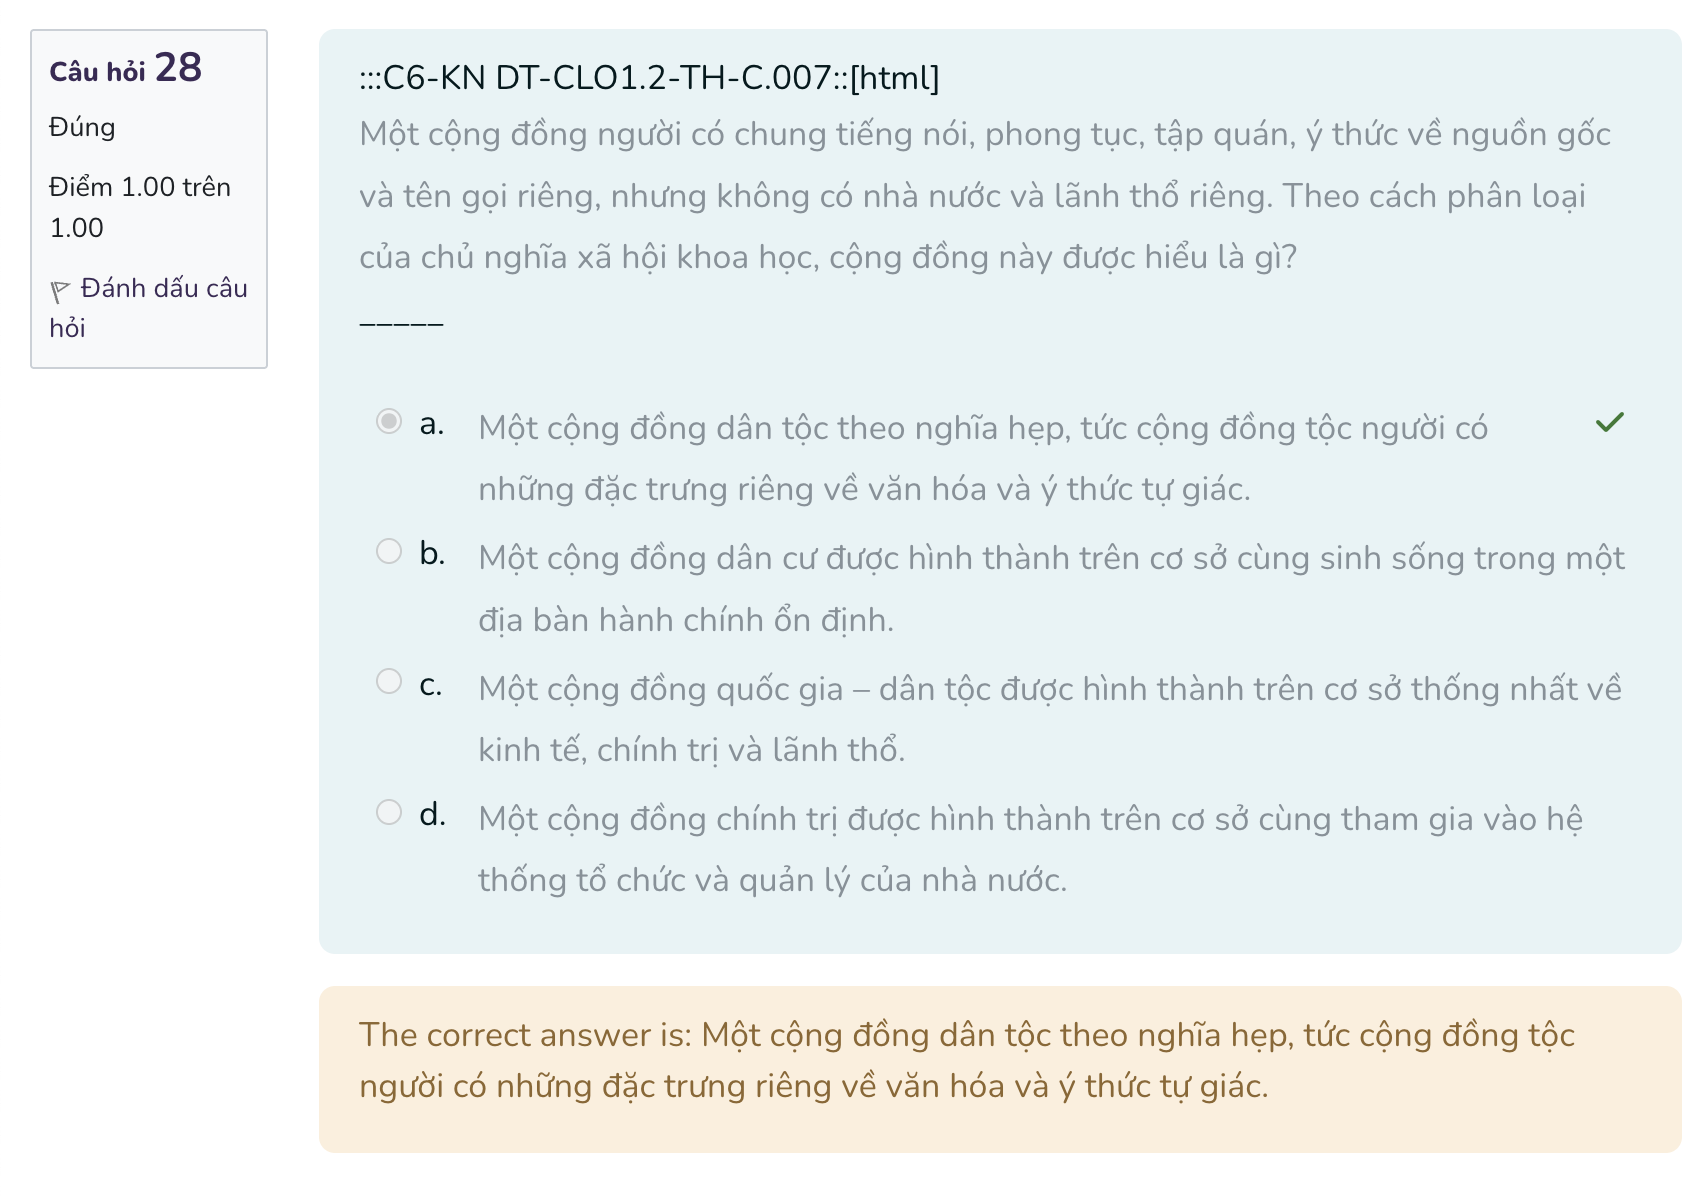 Câu hỏi 28
Đúng
Điểm 1.00 trên
1.00
Đánh dấu câu
hỏi
:::C6-KN DT-CLO1.2-TH-C.007::[html]
Một cộng đồng người có chung tiếng nói, phong tục, tập quán, ý thức về nguồn gốc
và tên gọi riêng, nhưng không có nhà nước và lãnh thổ riêng. Theo cách phân loại
của chủ nghĩa xã hội khoa học, cộng đồng này được hiểu là gì?
_____
a. Một cộng đồng dân tộc theo nghĩa hẹp, tức cộng đồng tộc người có
những đặc trưng riêng về văn hóa và ý thức tự giác.
b. Một cộng đồng dân cư được hình thành trên cơ sở cùng sinh sống trong một
địa bàn hành chính ổn định.
c. Một cộng đồng quốc gia – dân tộc được hình thành trên cơ sở thống nhất về
kinh tế, chính trị và lãnh thổ.
d. Một cộng đồng chính trị được hình thành trên cơ sở cùng tham gia vào hệ
thống tổ chức và quản lý của nhà nước.
The correct answer is: Một cộng đồng dân tộc theo nghĩa hẹp, tức cộng đồng tộc
người có những đặc trưng riêng về văn hóa và ý thức tự giác.